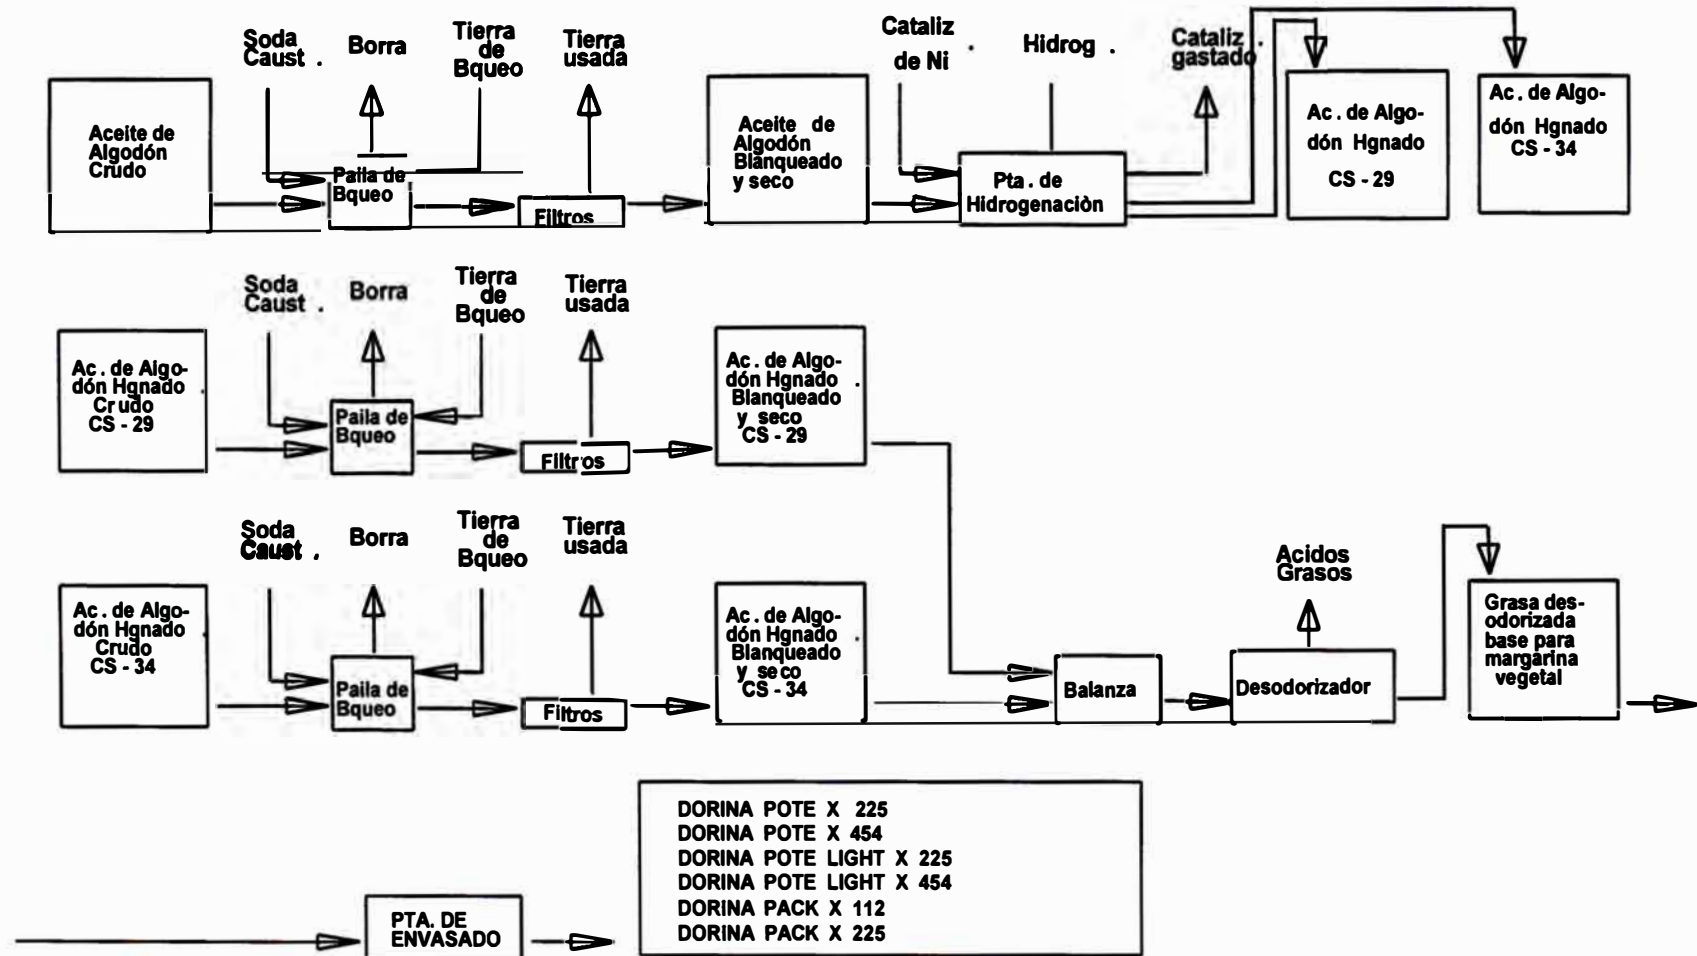 Soda
Caust .
Borra
Tierra
de
Bqueo
Tierra
usada
Cataliz .
de Ni
Hidrog .
Cataliz .
gastado
Aceite de
Algodón
Crudo
Paila de
Bqueo
Filtros
Aceite de
Algodón
Blanqueado
y seco
Pta. de
Hidrogenaciòn
Ac. de Algo-
dón Hgnado
CS - 29
Ac. de Algo-
dón Hgnado
CS - 34
Soda
Caust .
Borra
Tierra
de
Bqueo
Tierra
usada
Ac. de Algo-
dón Hgnado
Crudo
CS - 29
Paila de
Bqueo
Filtros
Ac. de Algo-
dón Hgnado .
Blanqueado
y seco
CS - 29
Soda
Caust .
Borra
Tierra
de
Bqueo
Tierra
usada
Ac. de Algo-
dón Hgnado
Crudo
CS - 34
Paila de
Bqueo
Filtros
Ac. de Algo-
dón Hgnado
Blanqueado
y seco
CS - 34
Balanza
Acidos
Grasos
Desodorizador
Grasa des-
odorizada
base para
margarina
vegetal
PTA. DE
ENVASADO
DORINA POTE X 225
DORINA POTE X 454
DORINA POTE LIGHT X 225
DORINA POTE LIGHT X 454
DORINA PACK X 112
DORINA PACK X 225